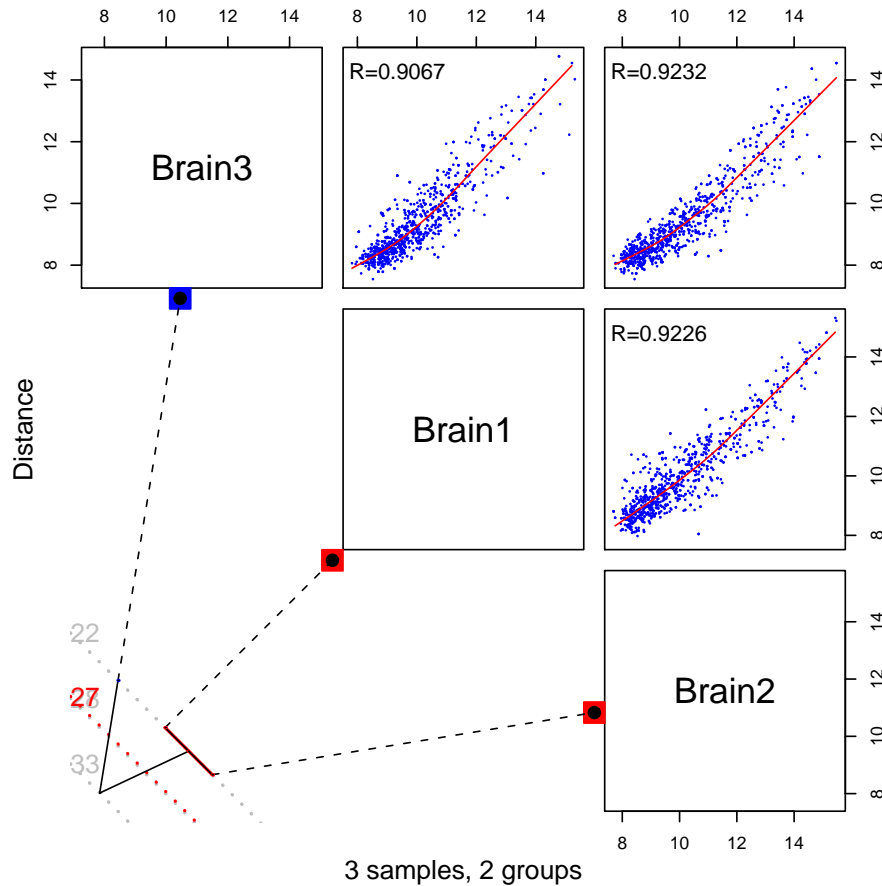 8 10 12 14 8 10 12 14
Brain3
R=0.9067
R=0.9232
8 10 12 14
8 10 12 14
Brain1
R=0.9226
8 10 12 14
Distance
22
27
33
Brain2
8 10 12 14
8 10 12 14
8 10 12 14
3 samples, 2 groups